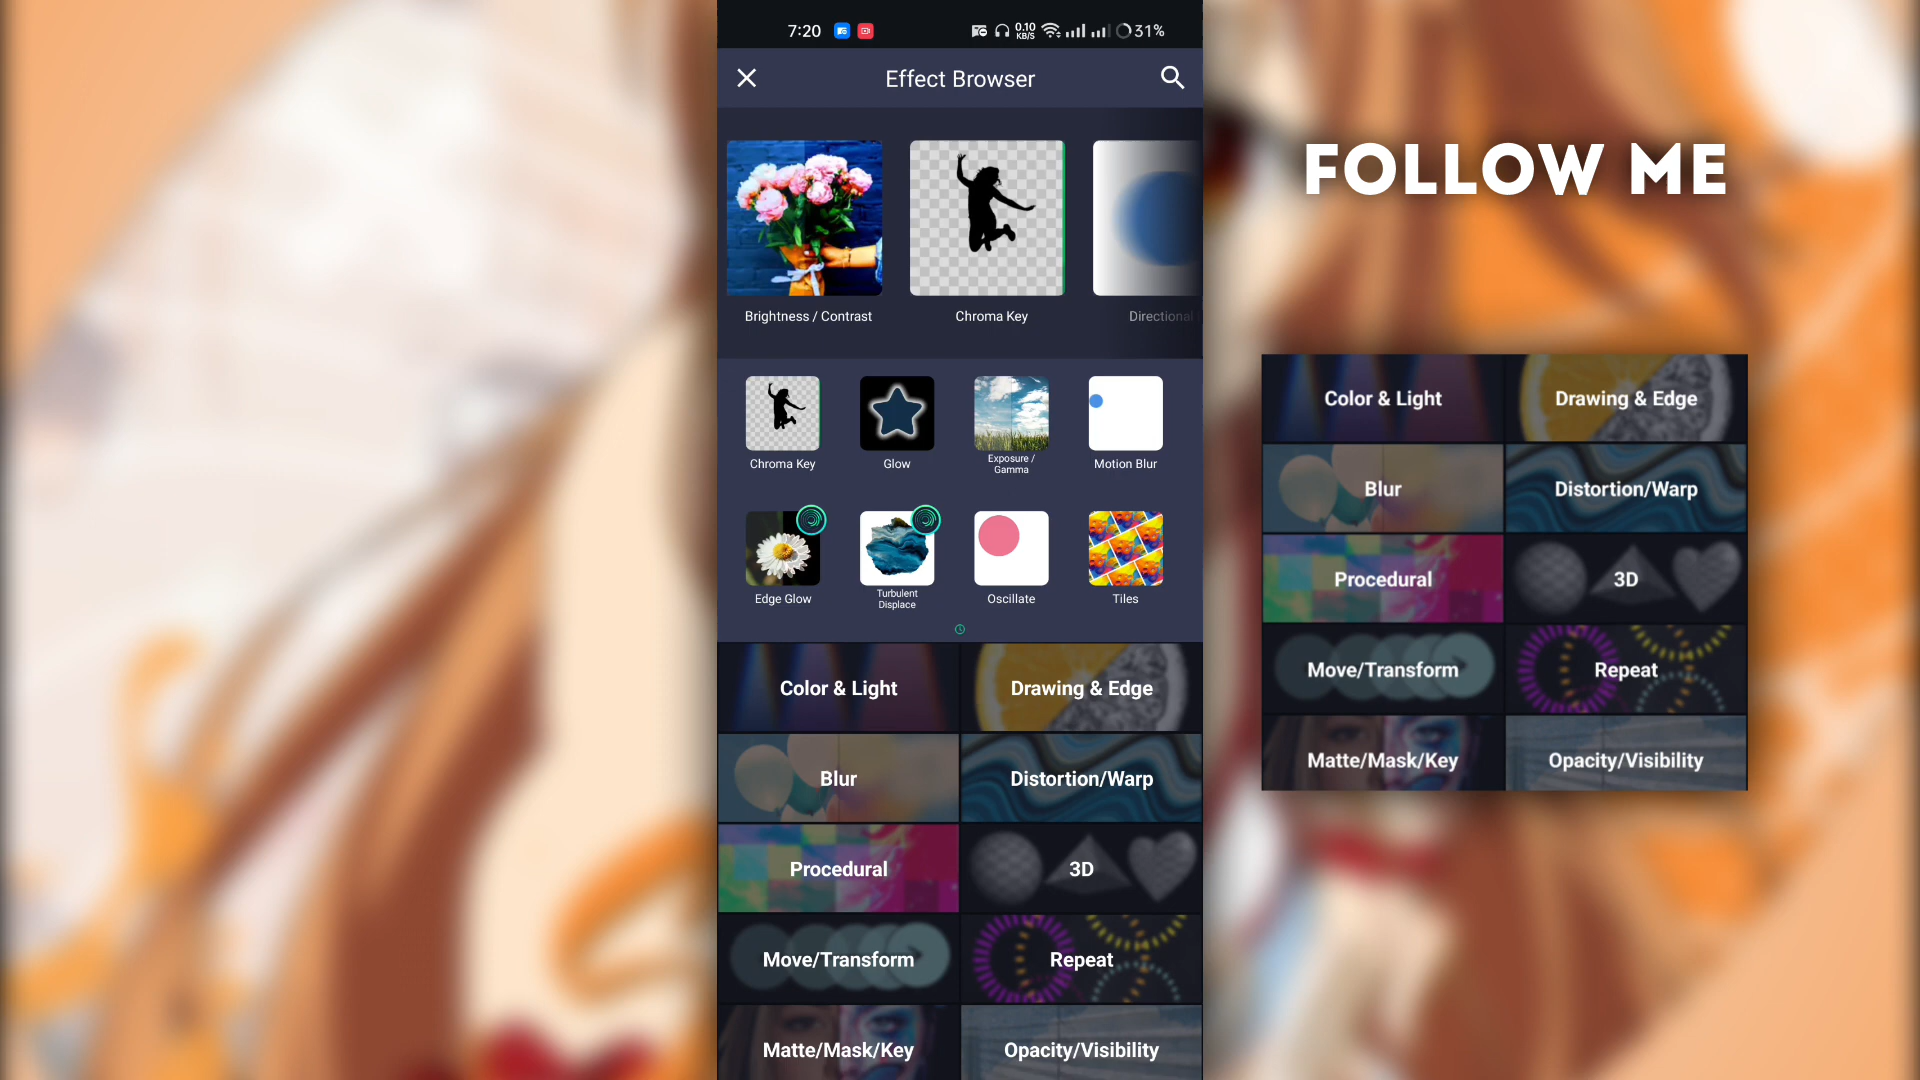 7:20
0.10
KB/S
31%
Effect Browser
Brightness / Contrast
Chroma Key
Directional
Chroma Key
Glow
Exposure /
Gamma
Motion Blur
Edge Glow
Turbulent
Displace
Oscillate
Tiles
Color & Light
Drawing & Edge
Blur
Distortion/Warp
Procedural
3D
Move/Transform
Repeat
Matte/Mask/Key
Opacity/Visibility
FOLLOW ME
Color & Light
Drawing & Edge
Blur
Distortion/Warp
Procedural
3D
Move/Transform
Repeat
Matte/Mask/Key
Opacity/Visibility